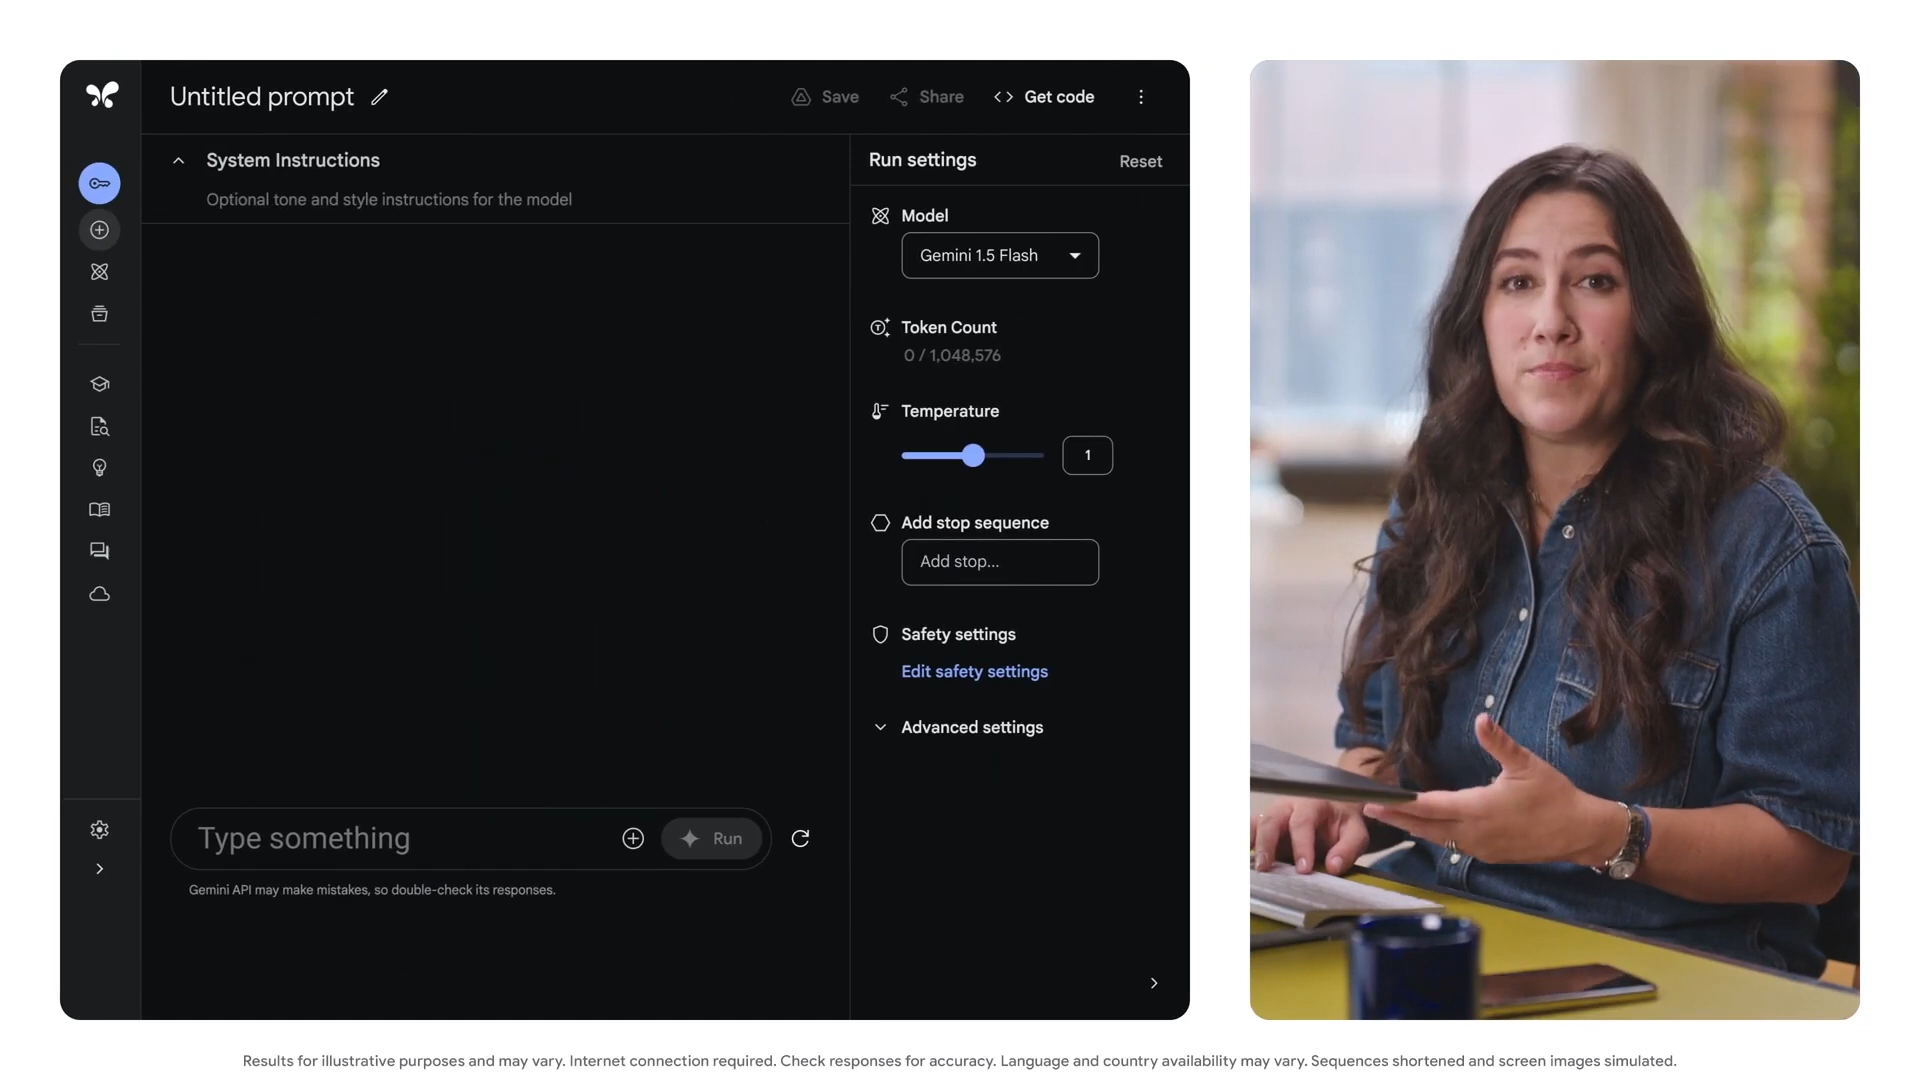 Untitled prompt
Save
Share
Get code
System Instructions
Optional tone and style instructions for the model
Run settings
Reset
Model
Gemini 1.5 Flash
Token Count
0 / 1,048,576
Temperature
1
Add stop sequence
Add stop...
Safety settings
Edit safety settings
Advanced settings
Type something
Run
Gemini API may make mistakes, so double-check its responses.
Results for illustrative purposes and may vary. Internet connection required. Check responses for accuracy. Language and country availability may vary. Sequences shortened and screen images simulated.